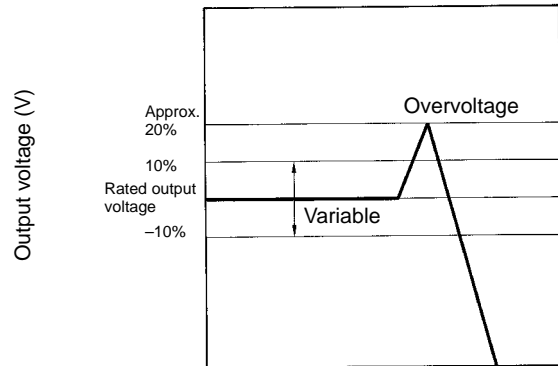 Output voltage (V)
Approx.
20%
10%
Rated output
voltage
–10%
Overvoltage
Variable